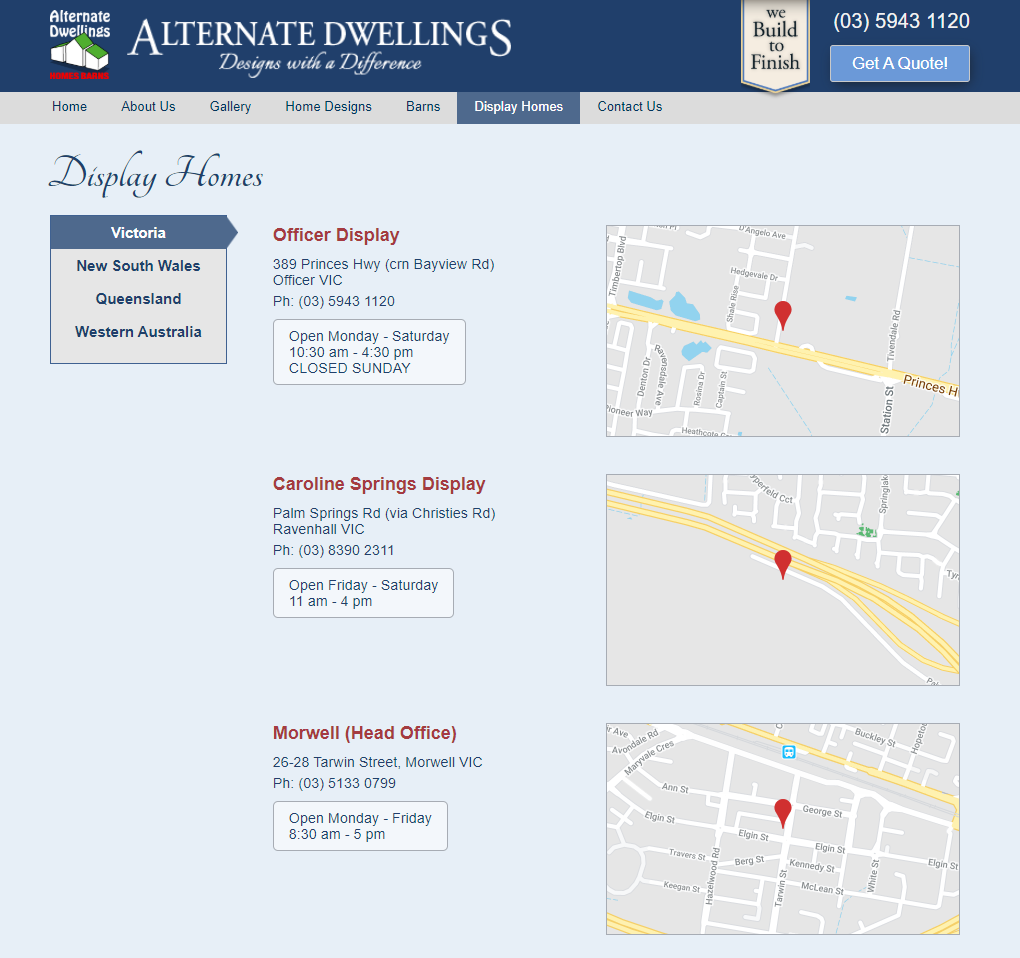 Alternate
Dwellings
HOMES BARNS
ALTERNATE DWELLINGS
Designs with a Difference
we
Build
to
Finish
(03) 5943 1120
Get A Quote!
Home About Us Gallery Home Designs Barns Display Homes Contact Us
Display Homes
Victoria
New South Wales
Queensland
Western Australia
Officer Display
389 Princes Hwy (crn Bayview Rd)
Officer VIC
Ph: (03) 5943 1120
Open Monday - Saturday
10:30 am - 4:30 pm
CLOSED SUNDAY
D'Angelo Ave
Timbertop Blvd
Hedgevale Dr
Shale Rise
Tivendale Rd
Denton Dr
Ravensdale Ave
Rosina Dr
Captain St
Princes H
Station St
Pioneer Way
Heathcote
Caroline Springs Display
Palm Springs Rd (via Christies Rd)
Ravenhall VIC
Ph: (03) 8390 2311
Open Friday - Saturday
11 am - 4 pm
pperfeld Cct
Springlak
Morwell (Head Office)
26-28 Tarwin Street, Morwell VIC
Ph: (03) 5133 0799
Open Monday - Friday
8:30 am - 5 pm
Avondale Rd
Maryvale Cres
Buckley St
Hopeto
Ann St
George St
Elgin St
Elgin St
Elgin St
Elgin St
Travers St
Berg St
Kennedy St
Keegan St
McLean St
Hazelwood Rd
Tarwin St
White St